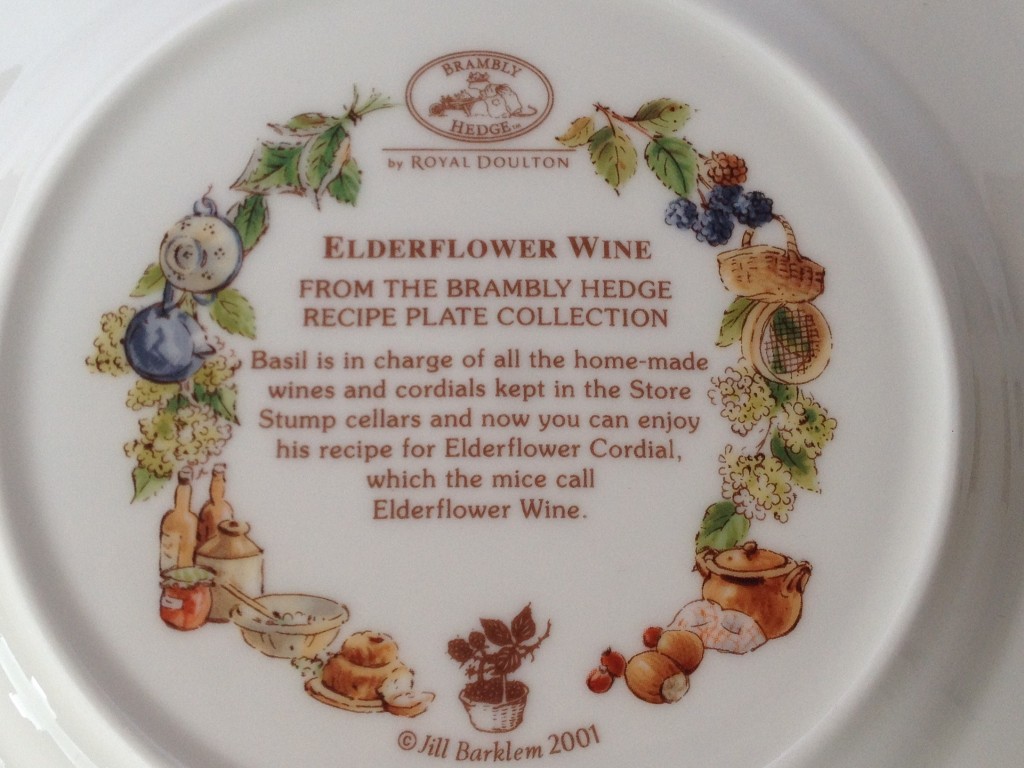 BRAMBLY
HEDGE™
by ROYAL DOULTON
ELDERFLOWER WINE
FROM THE BRAMBLY HEDGE
RECIPE PLATE COLLECTION
Basil is in charge of all the home-made
wines and cordials kept in the Store
Stump cellars and now you can enjoy
his recipe for Elderflower Cordial,
which the mice call
Elderflower Wine.
© Jill Barklem 2001